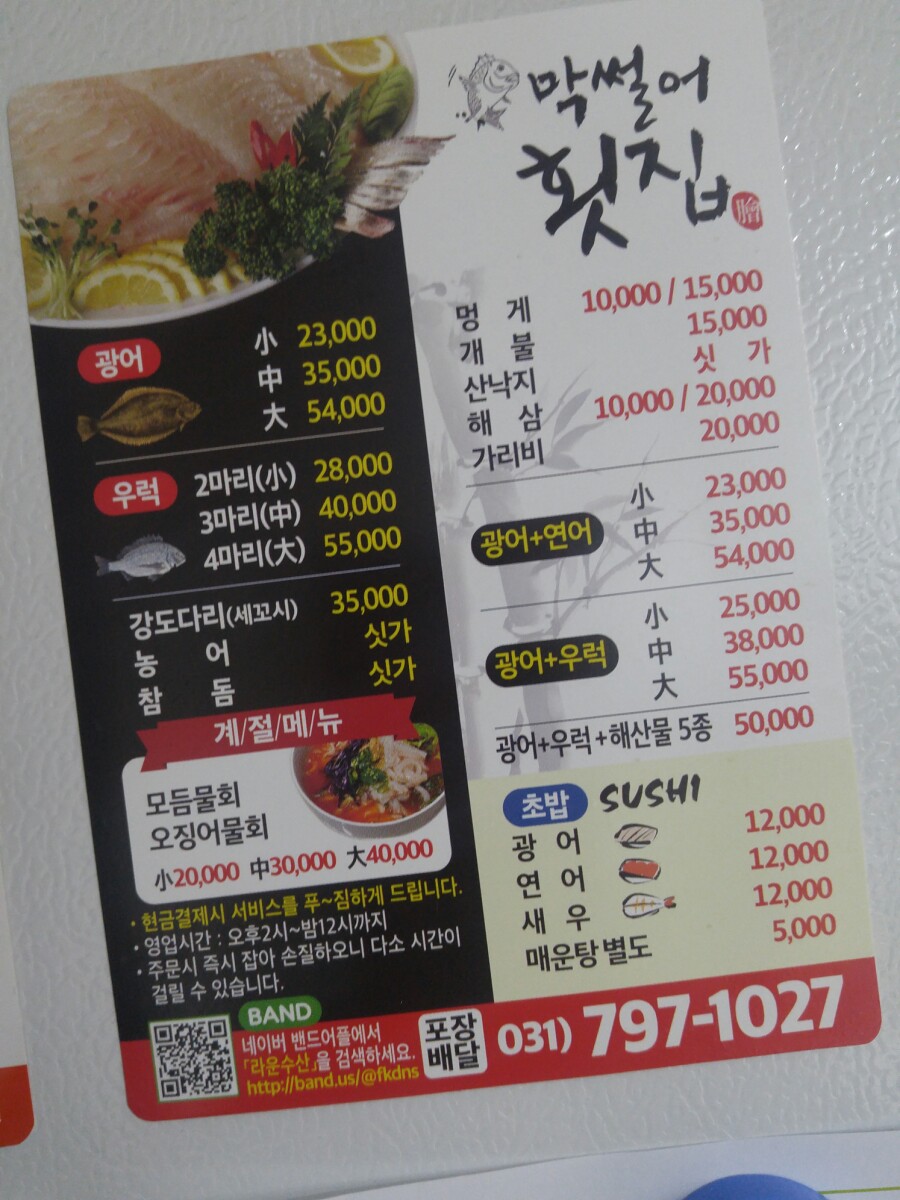 막썰어
횟집
膾
광어 小 23,000
中 35,000
大 54,000
우럭 2마리(小) 28,000
3마리(中) 40,000
4마리(大) 55,000
강도다리(세꼬시) 35,000
농 어 싯가
참 돔 싯가
계/절/메/뉴
모듬물회
오징어물회
小20,000 中30,000 大40,000
· 현금결제시 서비스를 푸~짐하게 드립니다.
· 영업시간 : 오후2시~밤12시까지
· 주문시 즉시 잡아 손질하오니 다소 시간이
걸릴 수 있습니다.
멍 게 10,000 / 15,000
개 불 15,000
산낙지 싯 가
해 삼 10,000 / 20,000
가리비 20,000
광어+연어 小 23,000
中 35,000
大 54,000
광어+우럭 小 25,000
中 38,000
大 55,000
광어+우럭+해산물 5종 50,000
초밥 SUSHI
광 어 12,000
연 어 12,000
새 우 12,000
매운탕 별도 5,000
BAND
네이버 밴드어플에서
「라운수산」을 검색하세요.
http://band.us/@fkdns
포장
배달
031) 797-1027